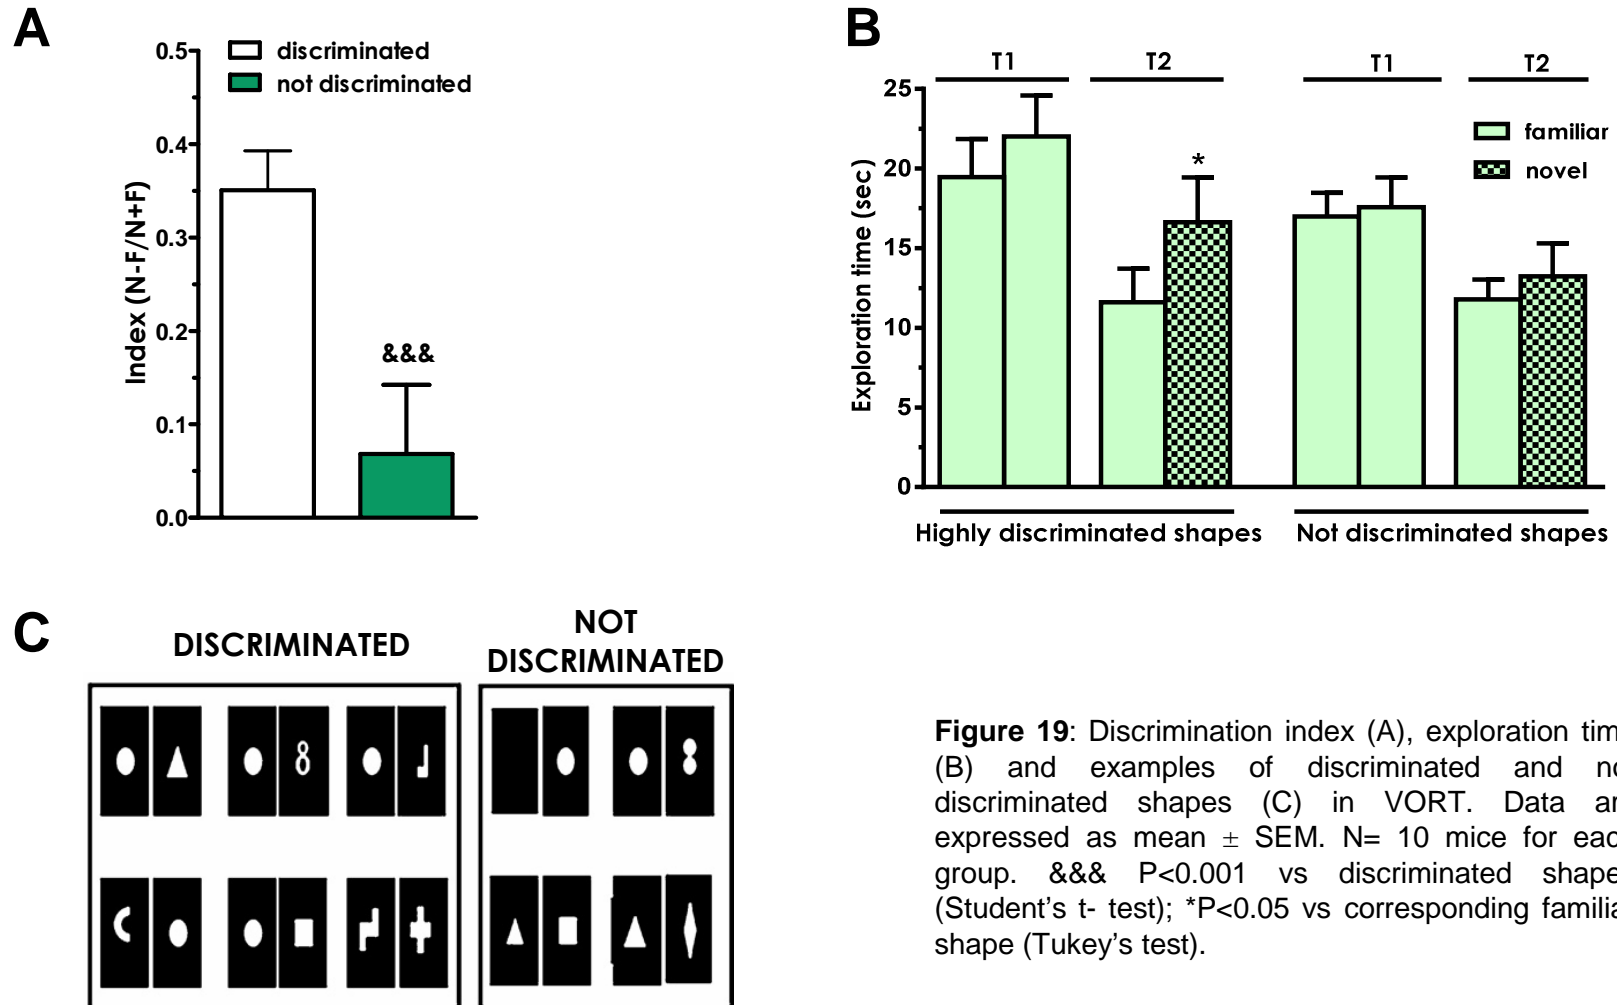 A
0.5
0.4
0.3
0.2
0.1
0.0
Index (N-F/N+F)
discriminated
not discriminated
&&&
B
T1 T2 T1 T2
25
20
15
10
5
0
Exploration time (sec)
*
familiar
novel
Highly discriminated shapes Not discriminated shapes
C
DISCRIMINATED
NOT
DISCRIMINATED
8
Figure 19: Discrimination index (A), exploration tim
(B) and examples of discriminated and no
discriminated shapes (C) in VORT. Data ar
expressed as mean ± SEM. N= 10 mice for eac
group. &&& P<0.001 vs discriminated shape
(Student's t- test); *P<0.05 vs corresponding familia
shape (Tukey's test).